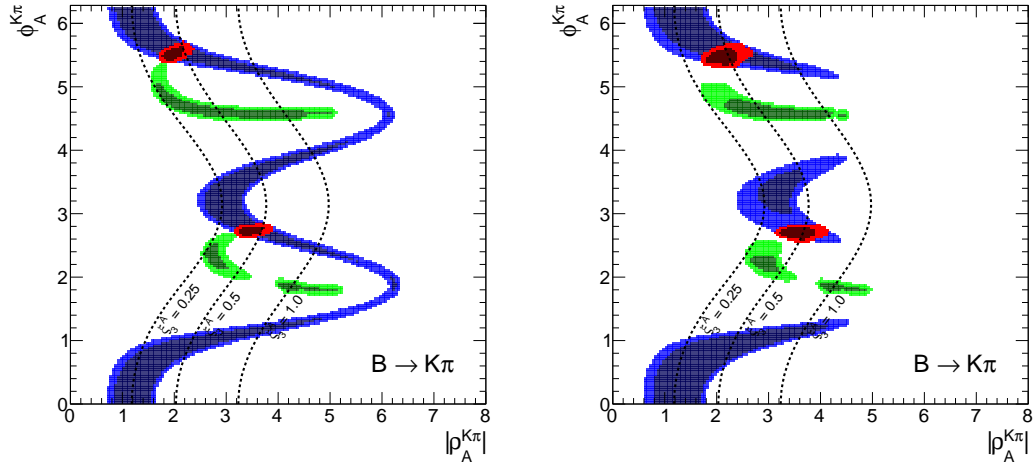 ϕ_A^{Kπ}
6
5
4
3
2
1
0
ξ_3^A = 0.25
ξ_3^A = 0.5
ξ_3^A = 1.0
B → Kπ
0 1 2 3 4 5 6 7 8
|ρ_A^{Kπ}|
ϕ_A^{Kπ}
6
5
4
3
2
1
0
ξ_3^A = 0.25
ξ_3^A = 0.5
ξ_3^A = 1.0
B → Kπ
0 1 2 3 4 5 6 7 8
|ρ_A^{Kπ}|